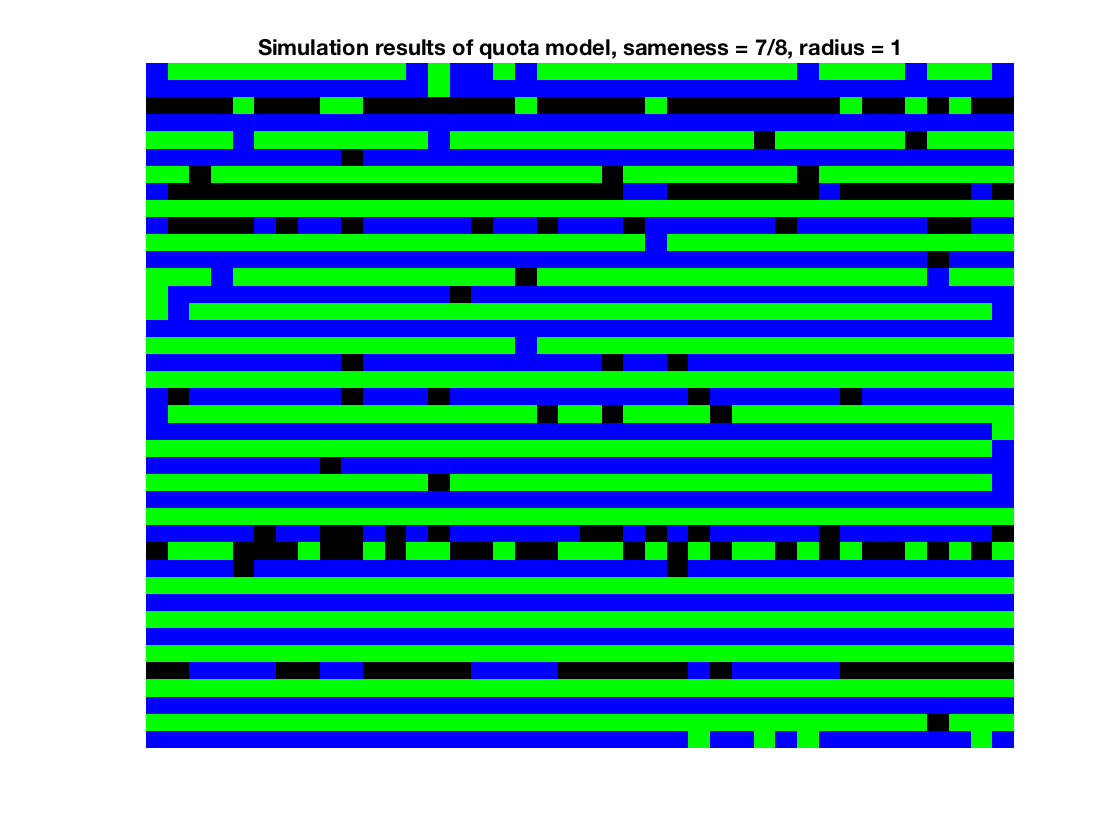 Simulation results of quota model, sameness = 7/8, radius = 1